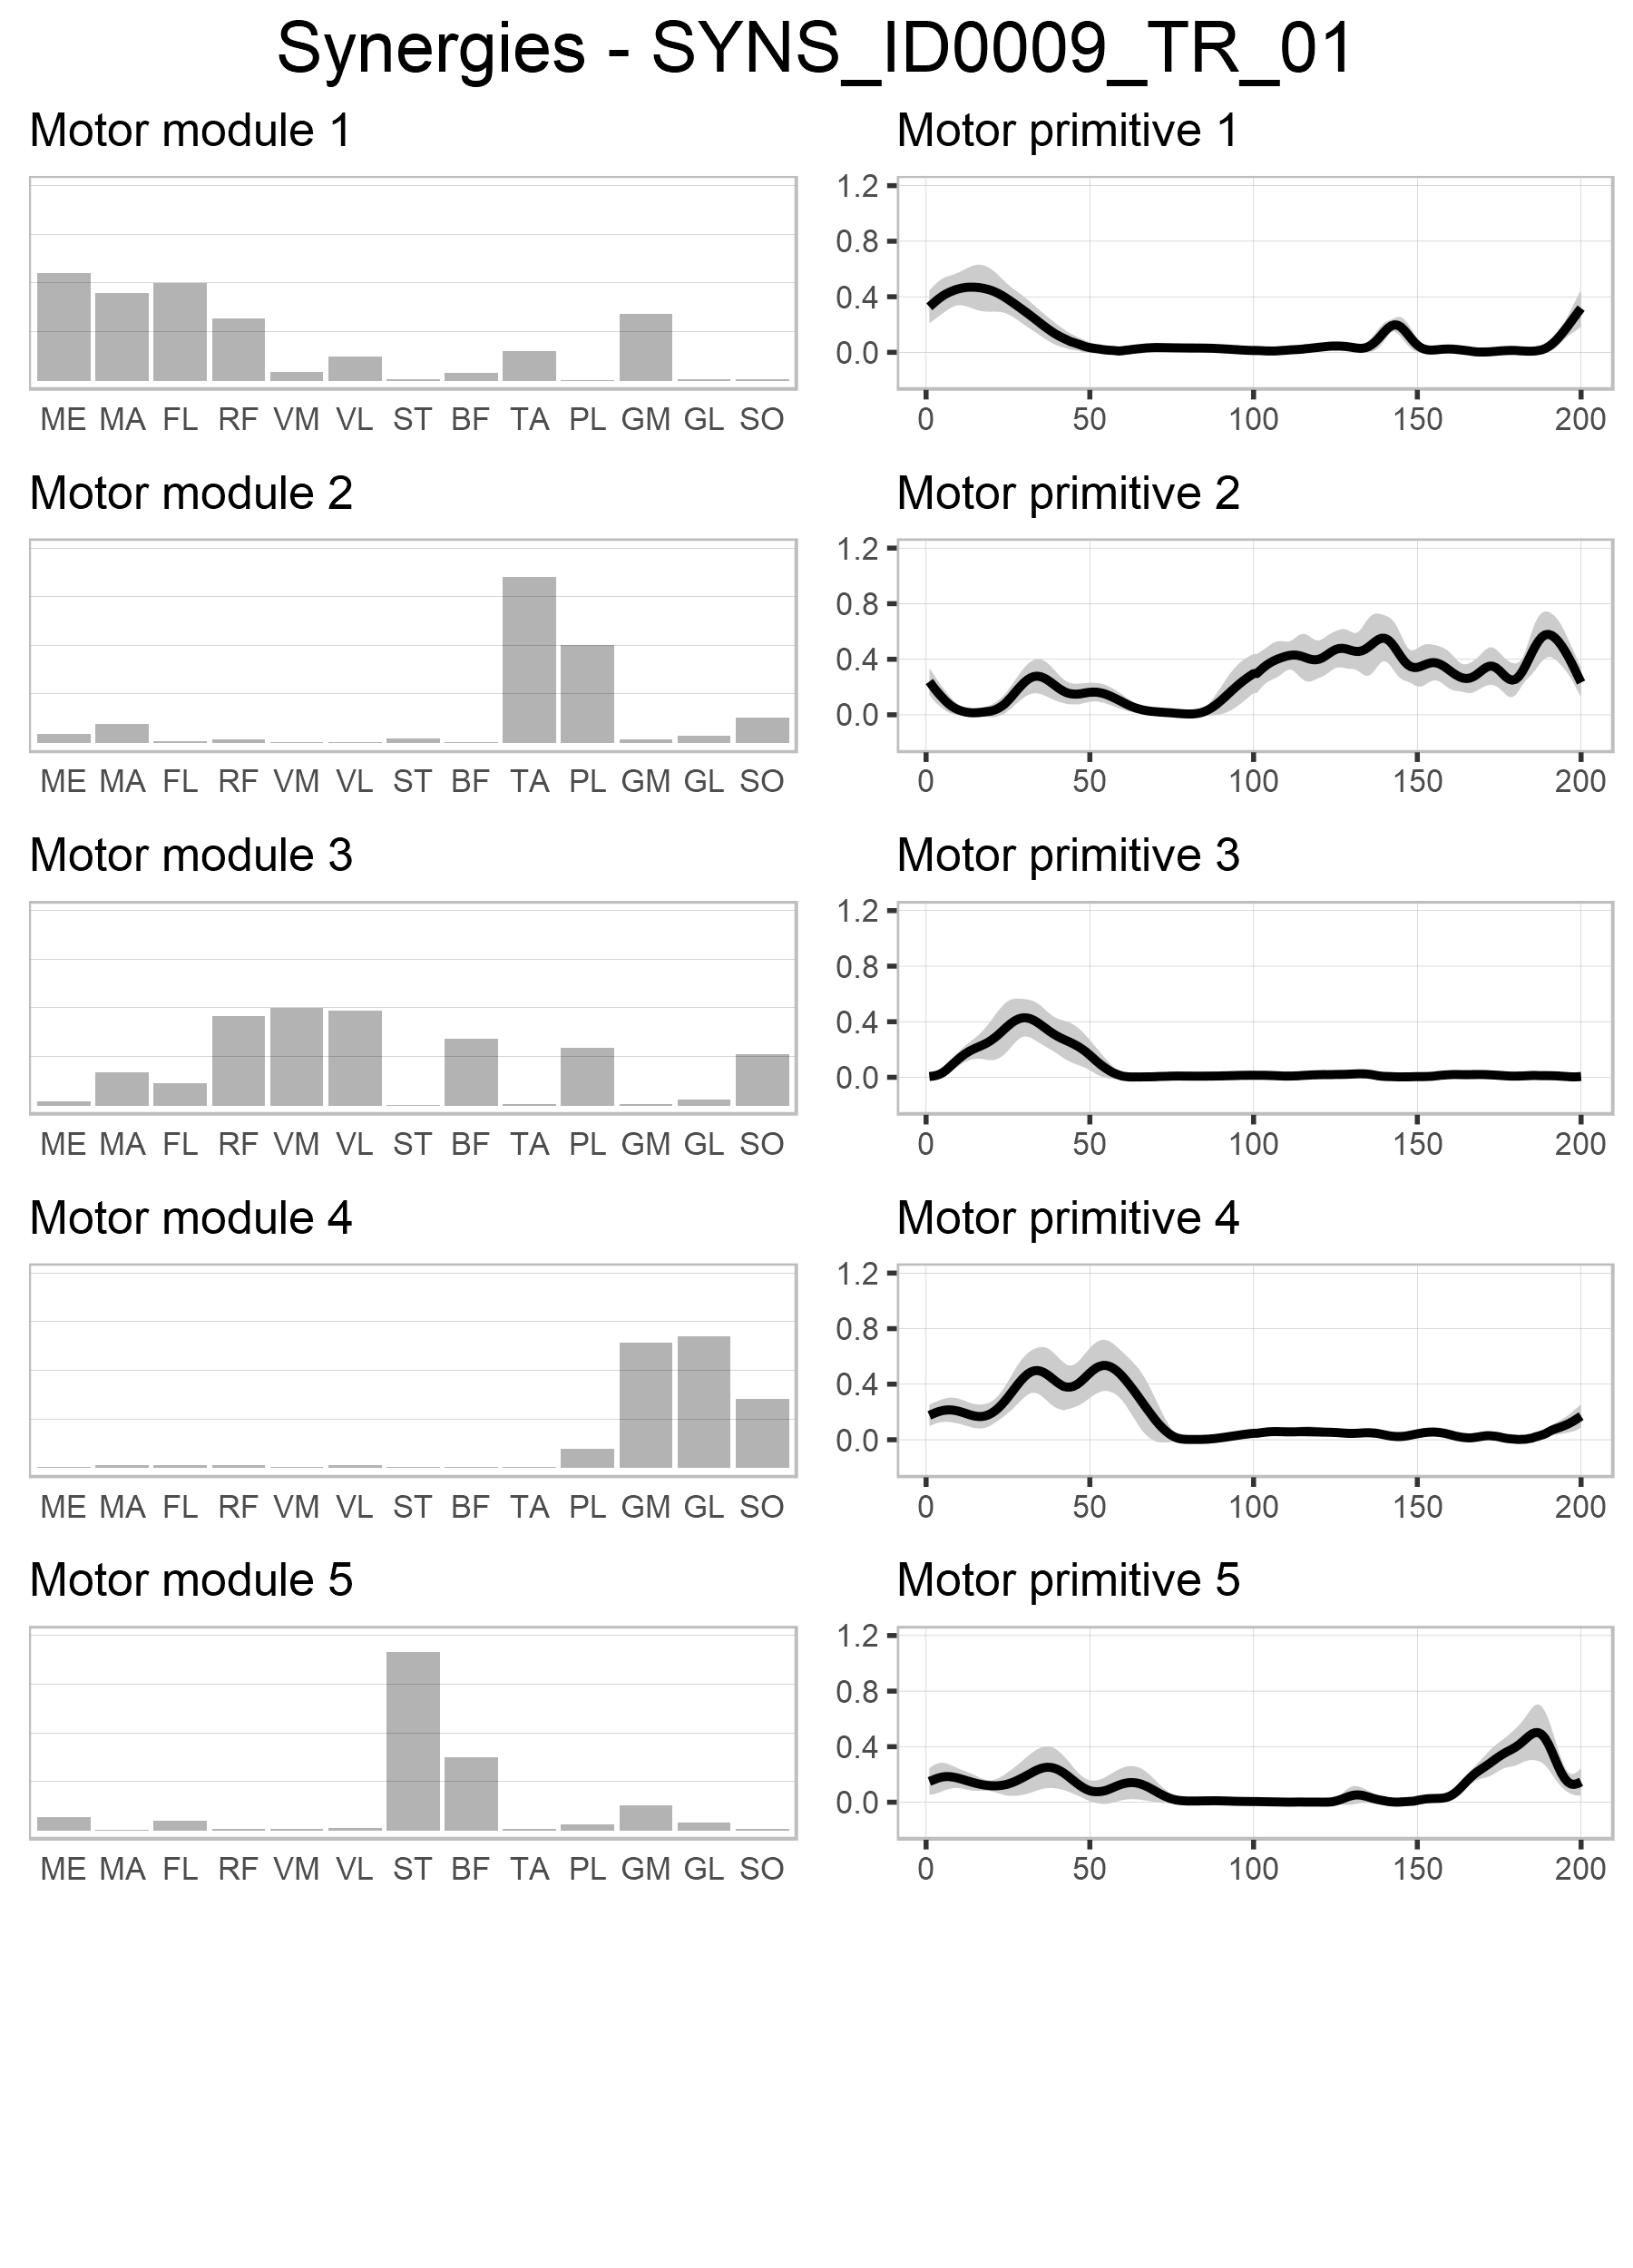 Synergies - SYNS_ID0009_TR_01
Motor module 1
Motor primitive 1
1.2
0.8
0.4
0.0
ME MA FL RF VM VL ST BF TA PL GM GL SO
0 50 100 150 200
Motor module 2
Motor primitive 2
1.2
0.8
0.4
0.0
ME MA FL RF VM VL ST BF TA PL GM GL SO
0 50 100 150 200
Motor module 3
Motor primitive 3
1.2
0.8
0.4
0.0
ME MA FL RF VM VL ST BF TA PL GM GL SO
0 50 100 150 200
Motor module 4
Motor primitive 4
1.2
0.8
0.4
0.0
ME MA FL RF VM VL ST BF TA PL GM GL SO
0 50 100 150 200
Motor module 5
Motor primitive 5
1.2
0.8
0.4
0.0
ME MA FL RF VM VL ST BF TA PL GM GL SO
0 50 100 150 200